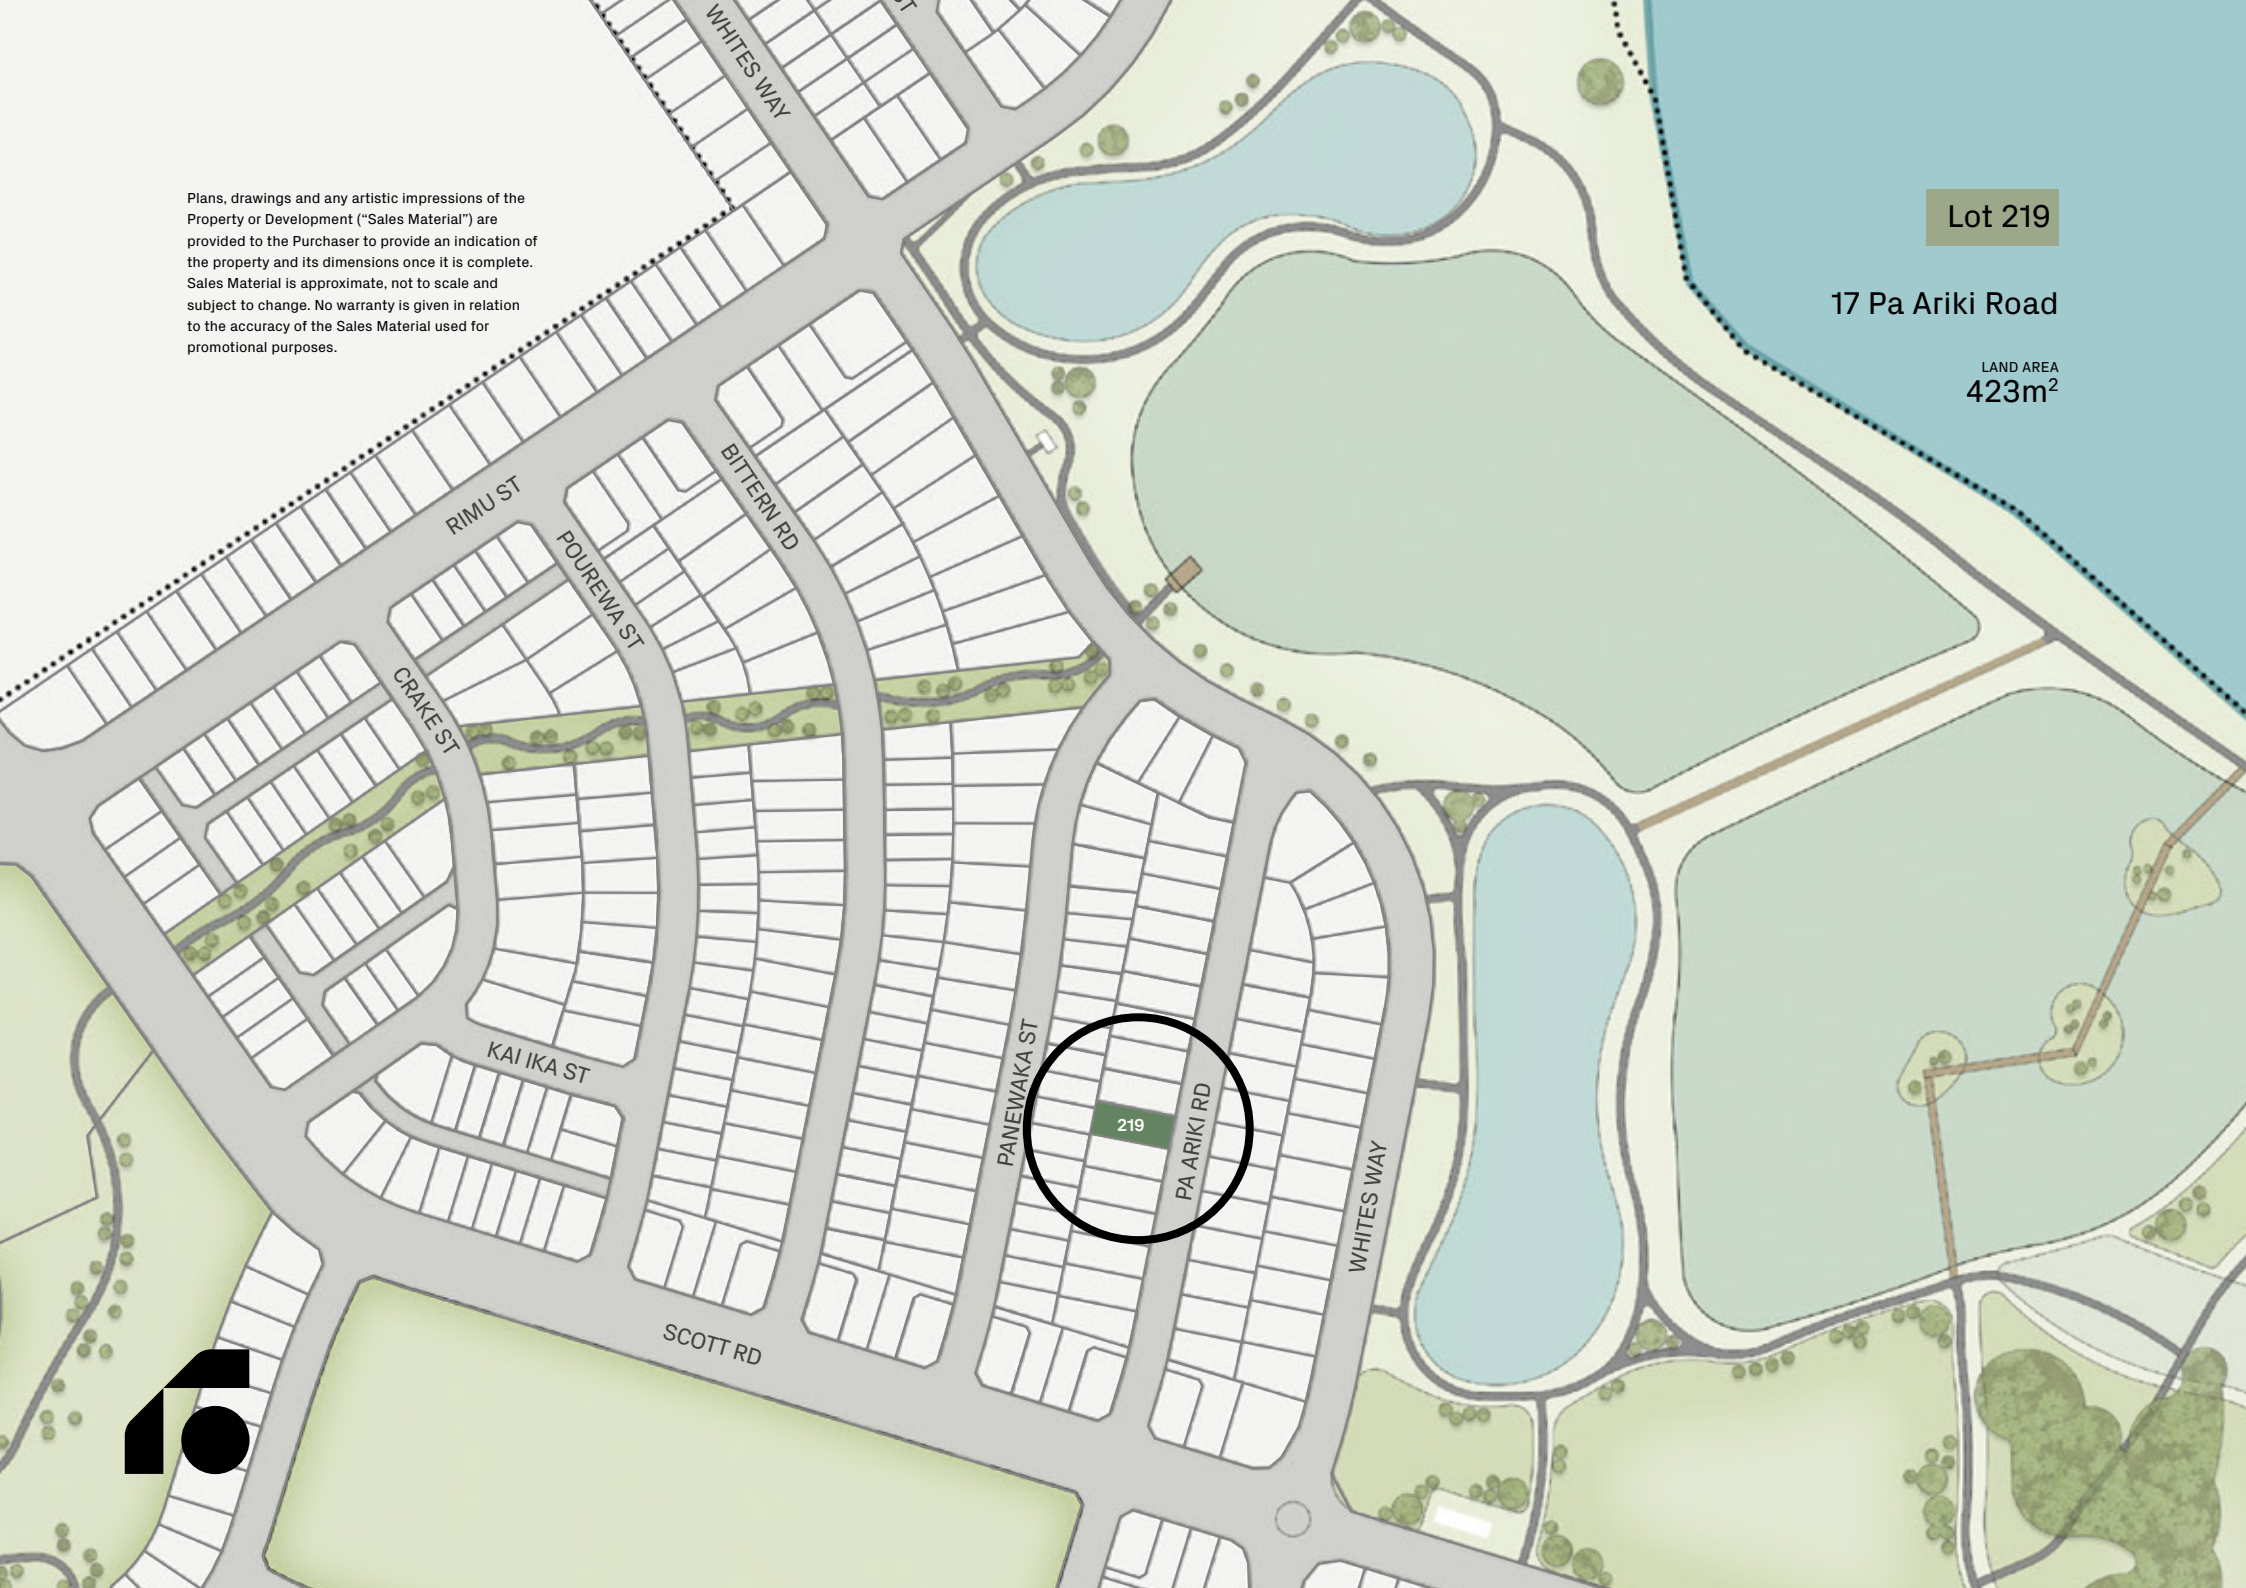 WHITES WAY
ST
Plans, drawings and any artistic impressions of the
Property or Development (“Sales Material”) are
provided to the Purchaser to provide an indication of
the property and its dimensions once it is complete.
Sales Material is approximate, not to scale and
subject to change. No warranty is given in relation
to the accuracy of the Sales Material used for
promotional purposes.
Lot 219
17 Pa Ariki Road
LAND AREA
423m²
RIMU ST
BITTERN RD
POUREWA ST
CRAKE ST
KAI IKA ST
PANEWAKA ST
219
PA ARIKI RD
WHITES WAY
SCOTT RD